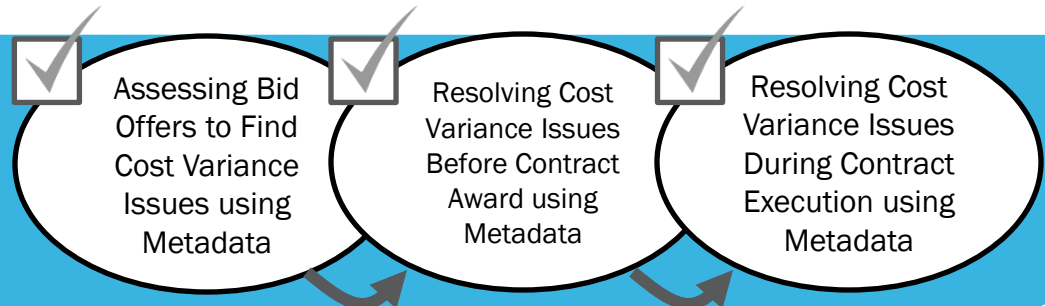 Assessing Bid
Offers to Find
Cost Variance
Issues using
Metadata
Resolving Cost
Variance Issues
Before Contract
Award using
Metadata
Resolving Cost
Variance Issues
During Contract
Execution using
Metadata